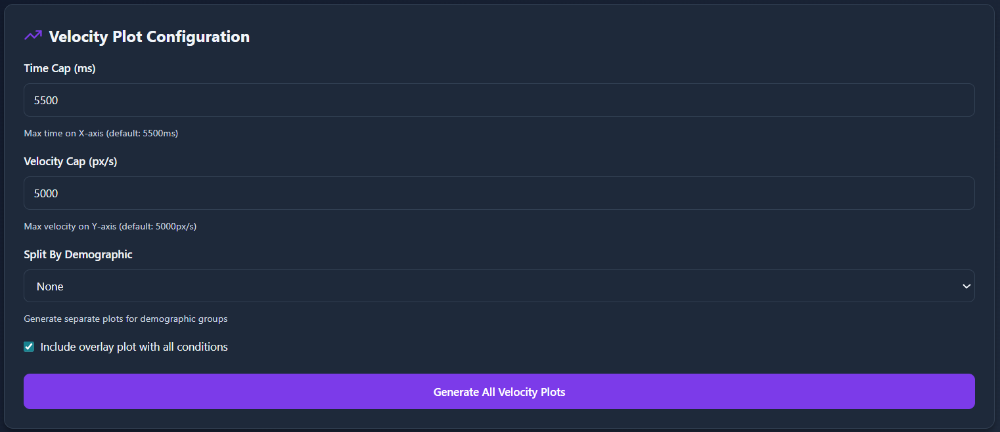 Velocity Plot Configuration
Time Cap (ms)
5500
Max time on X-axis (default: 5500ms)
Velocity Cap (px/s)
5000
Max velocity on Y-axis (default: 5000px/s)
Split By Demographic
None
Generate separate plots for demographic groups
Include overlay plot with all conditions
Generate All Velocity Plots